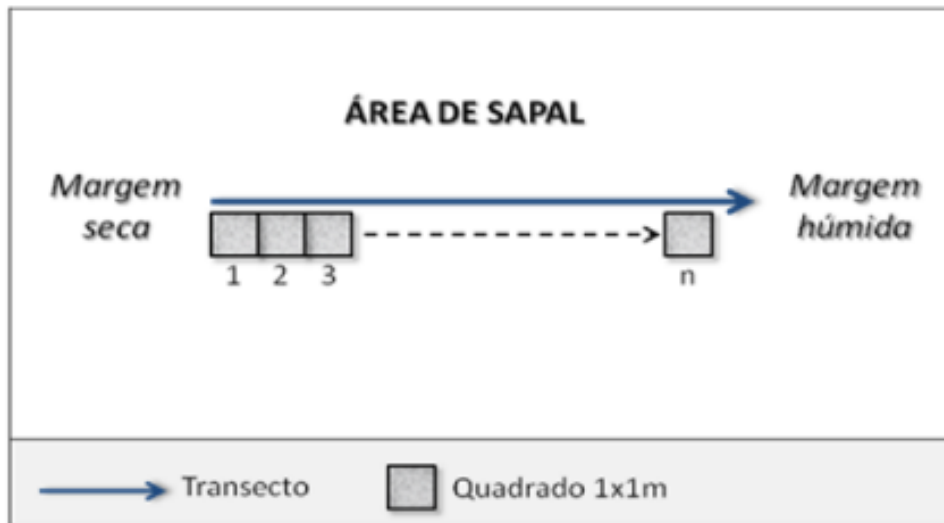 ÁREA DE SAPAL
Margem
seca
Margem
húmida
1 2 3 n
Transecto
Quadrado 1x1m